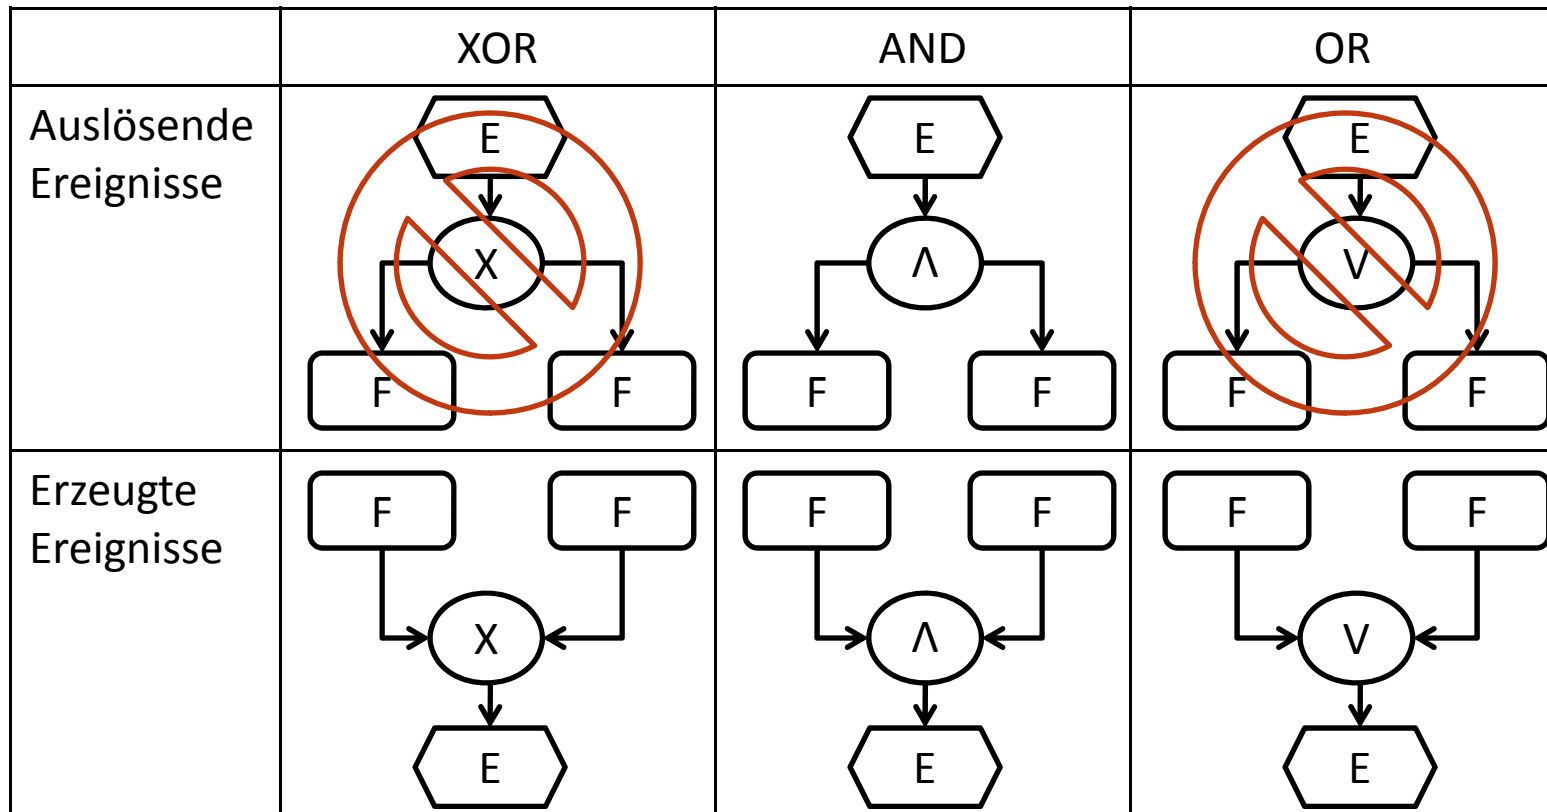 XOR AND OR
Auslösende
Ereignisse
E E E
X Λ V
F F F F F F
Erzeugte
Ereignisse
F F F F F F
X Λ V
E E E